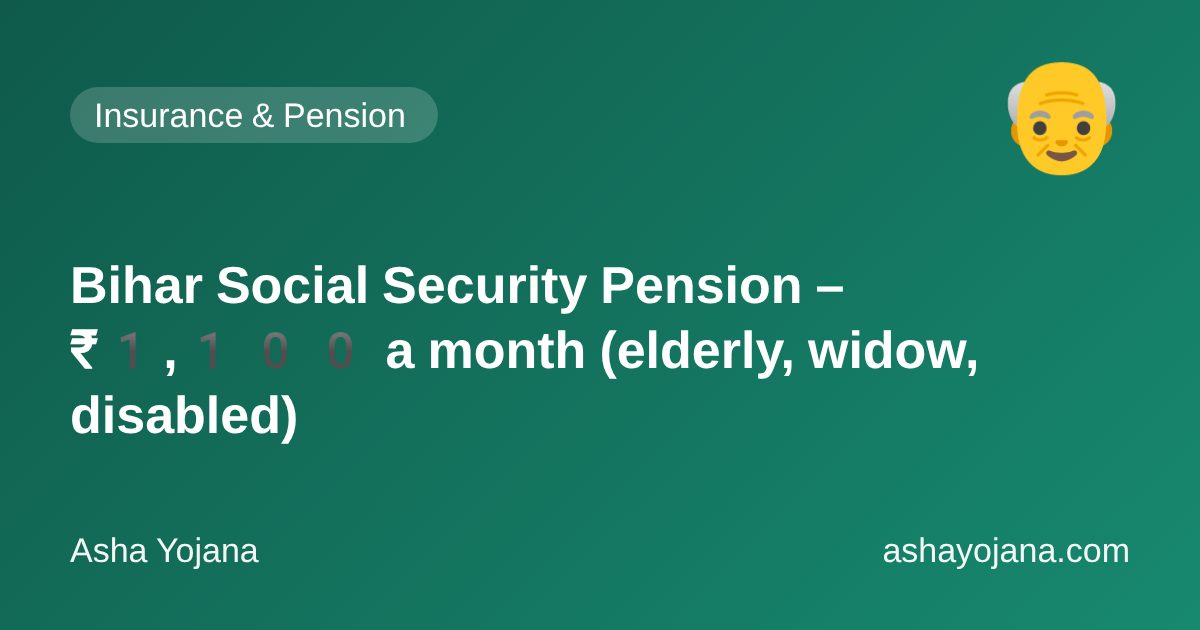 Insurance & Pension
Bihar Social Security Pension –
₹1,100 a month (elderly, widow,
disabled)
Asha Yojana
ashayojana.com